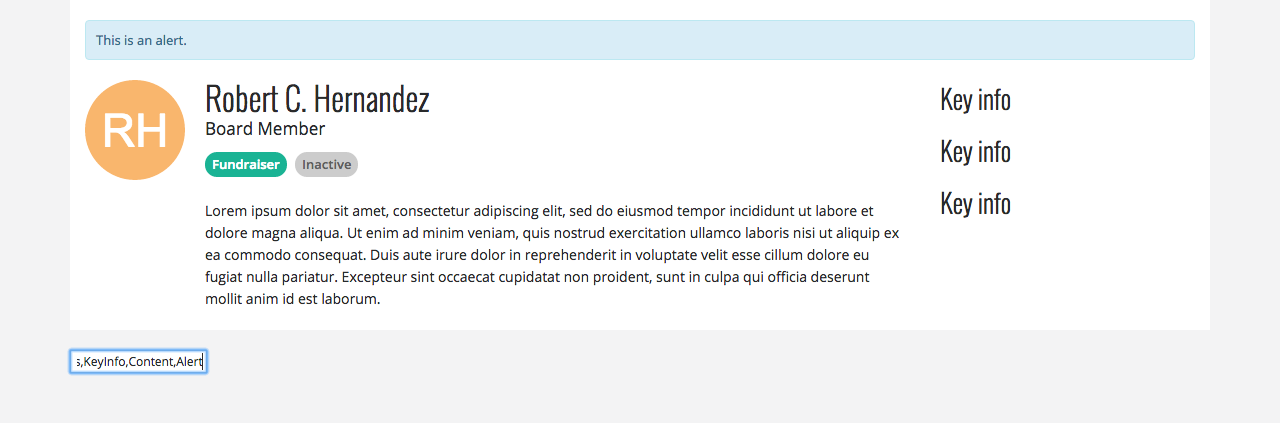 This is an alert.
RH
Robert C. Hernandez
Board Member
Fundraiser Inactive
Lorem ipsum dolor sit amet, consectetur adipiscing elit, sed do eiusmod tempor incididunt ut labore et
dolore magna aliqua. Ut enim ad minim veniam, quis nostrud exercitation ullamco laboris nisi ut aliquip ex
ea commodo consequat. Duis aute irure dolor in reprehenderit in voluptate velit esse cillum dolore eu
fugiat nulla pariatur. Excepteur sint occaecat cupidatat non proident, sunt in culpa qui officia deserunt
mollit anim id est laborum.
Key info
Key info
Key info
s,KeyInfo,Content,Alert